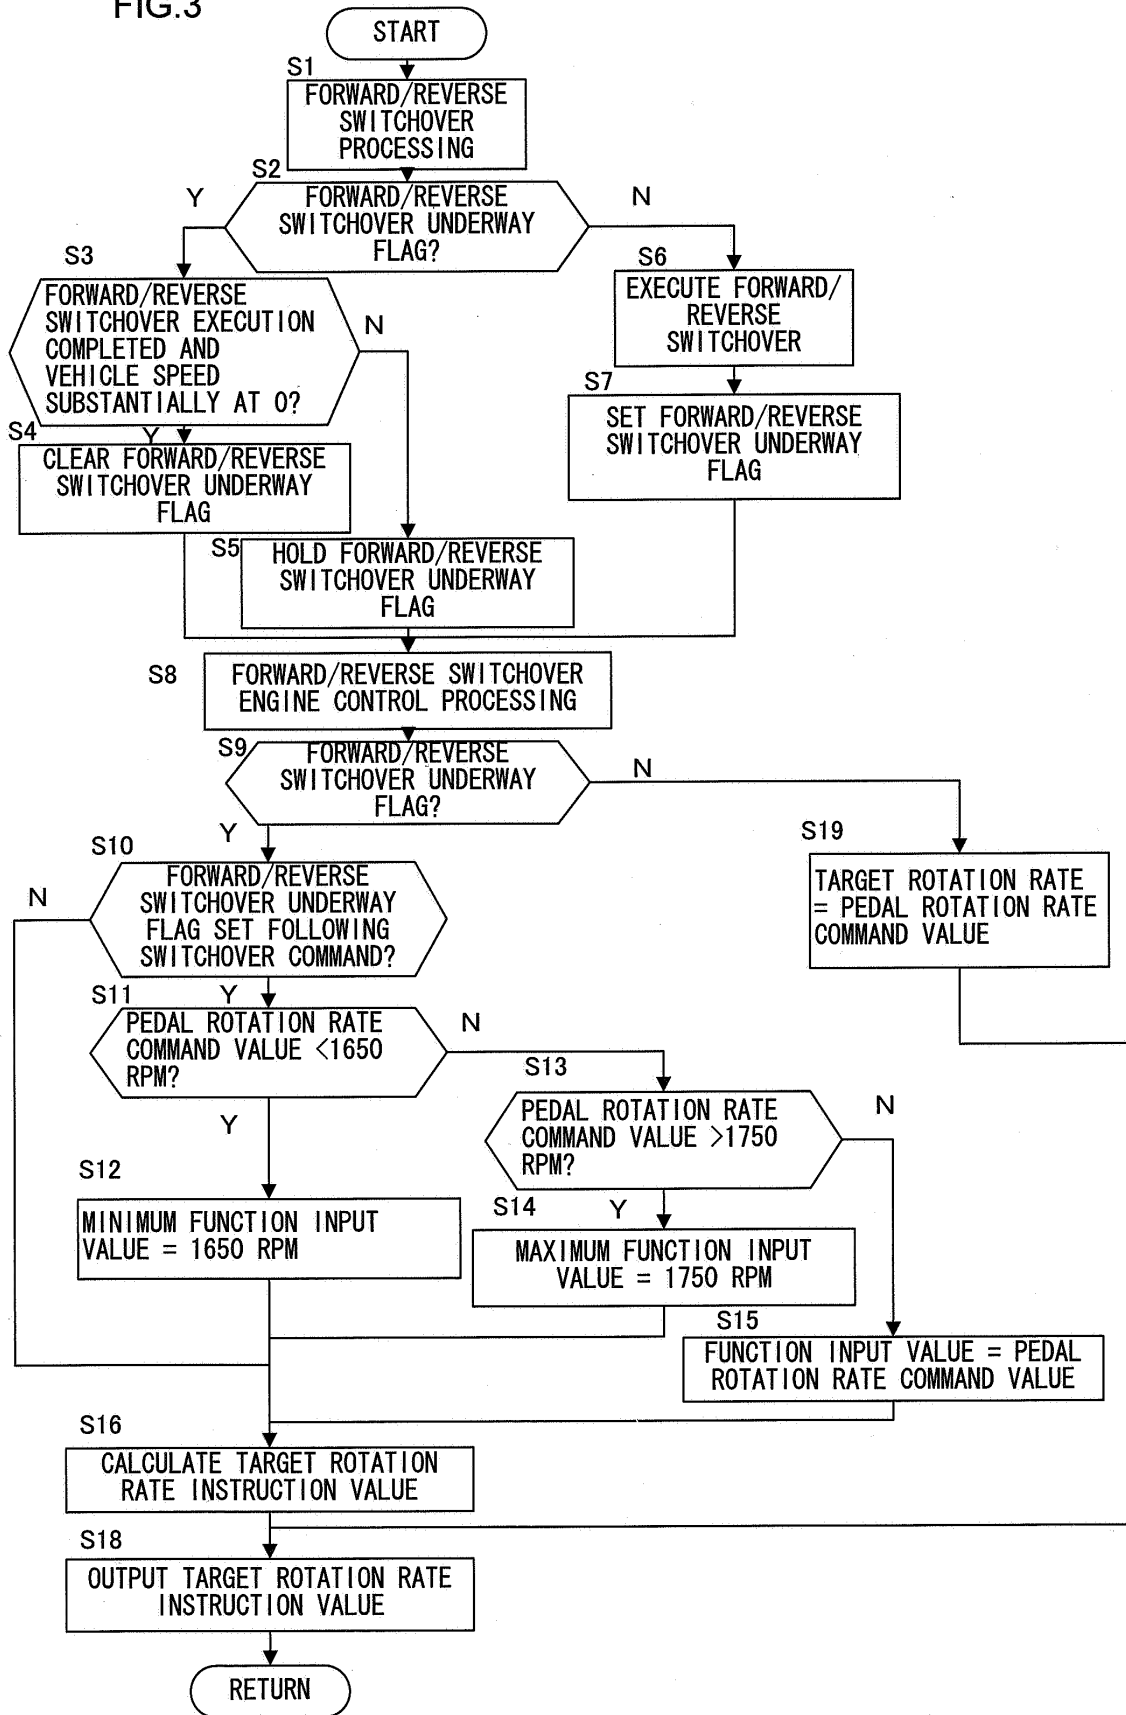 FIG.3
START
S1
FORWARD/REVERSE
SWITCHOVER
PROCESSING
S2
FORWARD/REVERSE
SWITCHOVER UNDERWAY
FLAG?
Y
N
S3
FORWARD/REVERSE
SWITCHOVER EXECUTION
COMPLETED AND
VEHICLE SPEED
SUBSTANTIALLY AT 0?
N
S6
EXECUTE FORWARD/
REVERSE
SWITCHOVER
S7
SET FORWARD/REVERSE
SWITCHOVER UNDERWAY
FLAG
S4
Y
CLEAR FORWARD/REVERSE
SWITCHOVER UNDERWAY
FLAG
S5
HOLD FORWARD/REVERSE
SWITCHOVER UNDERWAY
FLAG
S8
FORWARD/REVERSE SWITCHOVER
ENGINE CONTROL PROCESSING
S9
FORWARD/REVERSE
SWITCHOVER UNDERWAY
FLAG?
N
Y
S19
TARGET ROTATION RATE
= PEDAL ROTATION RATE
COMMAND VALUE
S10
N
FORWARD/REVERSE
SWITCHOVER UNDERWAY
FLAG SET FOLLOWING
SWITCHOVER COMMAND?
S11
Y
PEDAL ROTATION RATE
COMMAND VALUE <1650
RPM?
N
Y
S13
PEDAL ROTATION RATE
COMMAND VALUE >1750
RPM?
N
S12
MINIMUM FUNCTION INPUT
VALUE = 1650 RPM
S14
Y
MAXIMUM FUNCTION INPUT
VALUE = 1750 RPM
S15
FUNCTION INPUT VALUE = PEDAL
ROTATION RATE COMMAND VALUE
S16
CALCULATE TARGET ROTATION
RATE INSTRUCTION VALUE
S18
OUTPUT TARGET ROTATION RATE
INSTRUCTION VALUE
RETURN